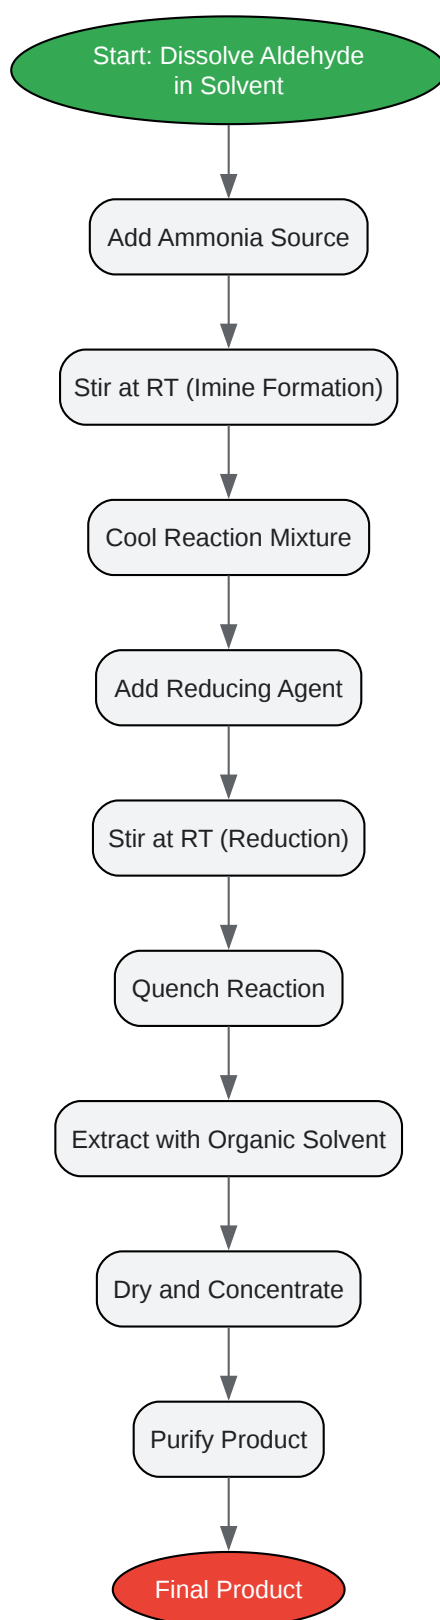 Start: Dissolve Aldehyde
in Solvent
Add Ammonia Source
Stir at RT (Imine Formation)
Cool Reaction Mixture
Add Reducing Agent
Stir at RT (Reduction)
Quench Reaction
Extract with Organic Solvent
Dry and Concentrate
Purify Product
Final Product